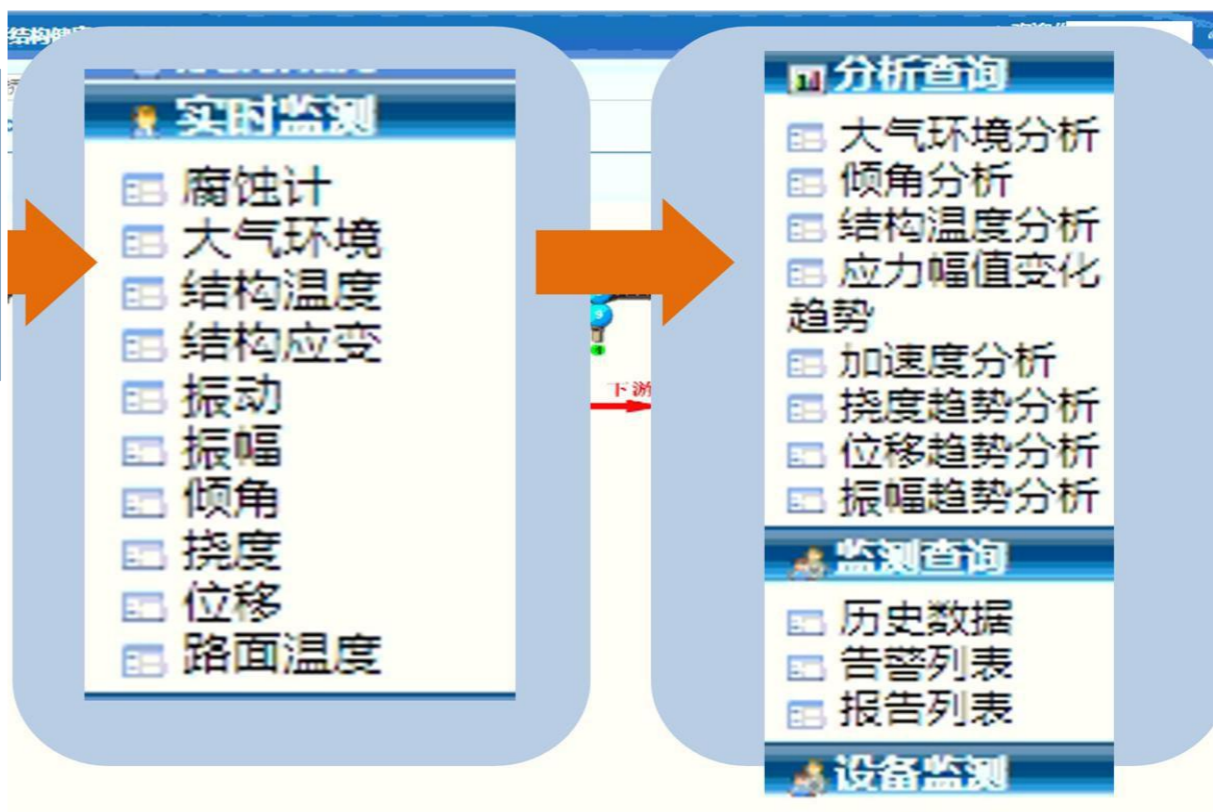 结构健
实时监测
腐蚀计
大气环境
结构温度
结构应变
振动
振幅
倾角
挠度
位移
路面温度
下游
分析查询
大气环境分析
倾角分析
结构温度分析
应力幅值变化
趋势
加速度分析
挠度趋势分析
位移趋势分析
振幅趋势分析
监测查询
历史数据
告警列表
报告列表
设备监测